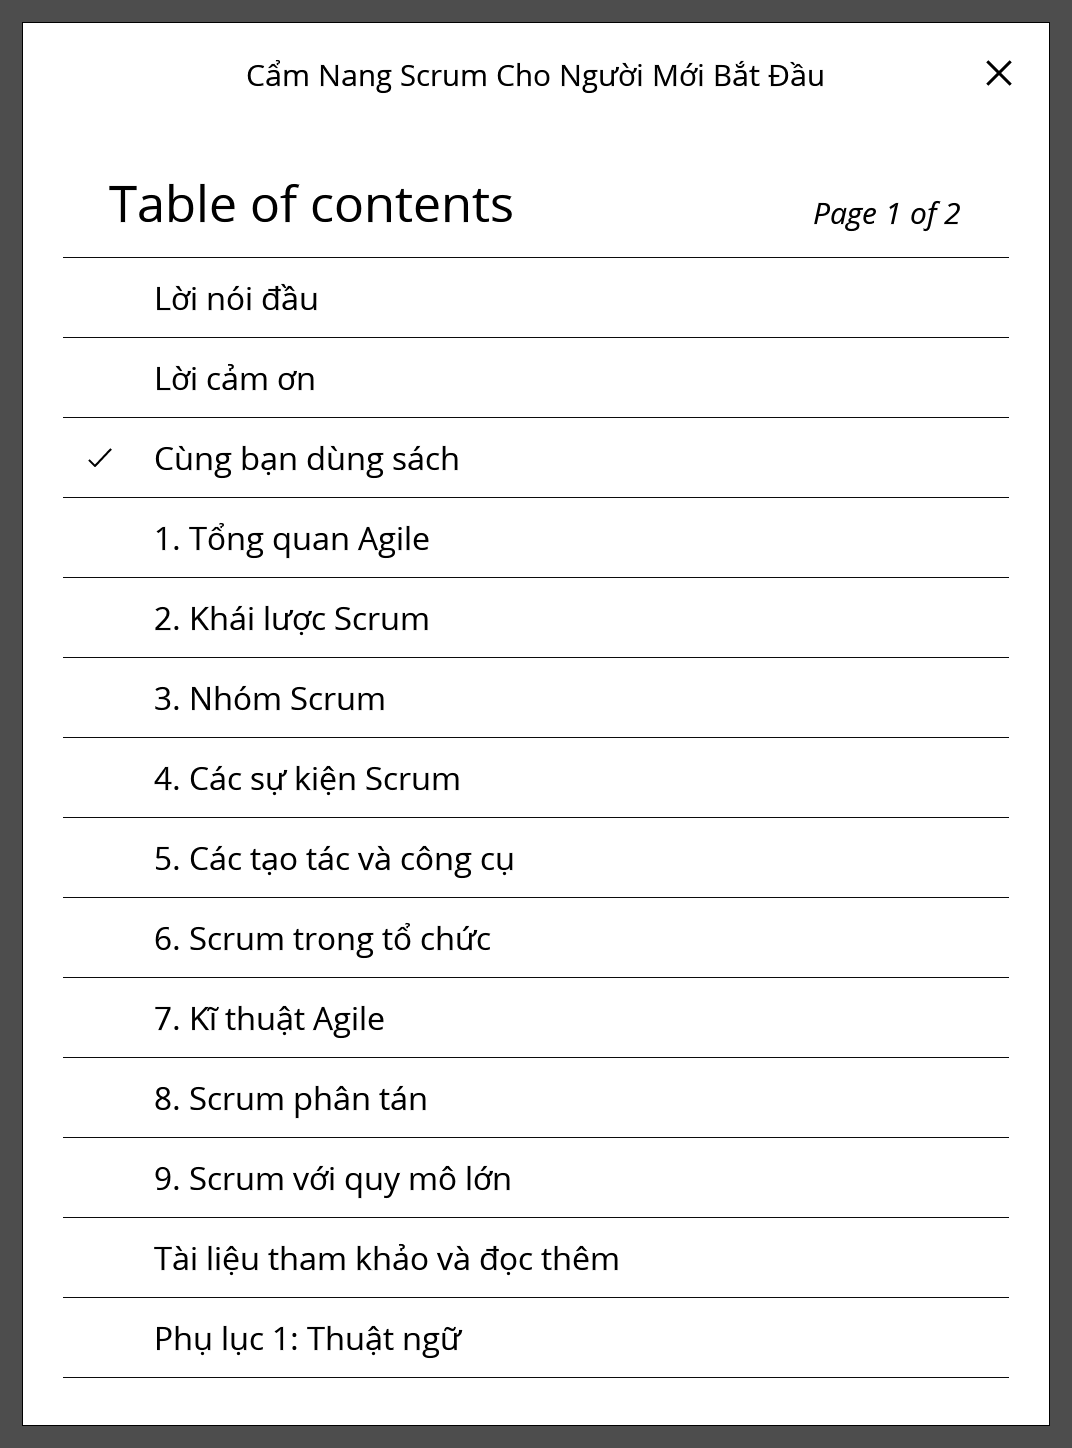 Cẩm Nang Scrum Cho Người Mới Bắt Đầu
Table of contents
Page 1 of 2
Lời nói đầu
Lời cảm ơn
Cùng bạn dùng sách
1. Tổng quan Agile
2. Khái lược Scrum
3. Nhóm Scrum
4. Các sự kiện Scrum
5. Các tạo tác và công cụ
6. Scrum trong tổ chức
7. Kĩ thuật Agile
8. Scrum phân tán
9. Scrum với quy mô lớn
Tài liệu tham khảo và đọc thêm
Phụ lục 1: Thuật ngữ